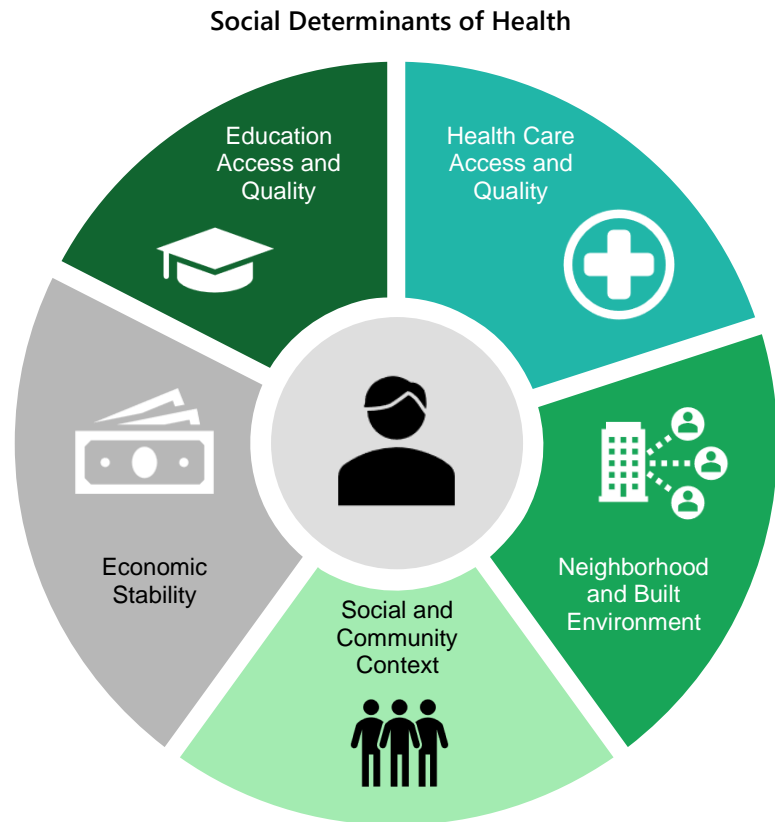 Social Determinants of Health
Education
Access and
Quality
Health Care
Access and
Quality
Neighborhood
and Built
Environment
Social and
Community
Context
Economic
Stability